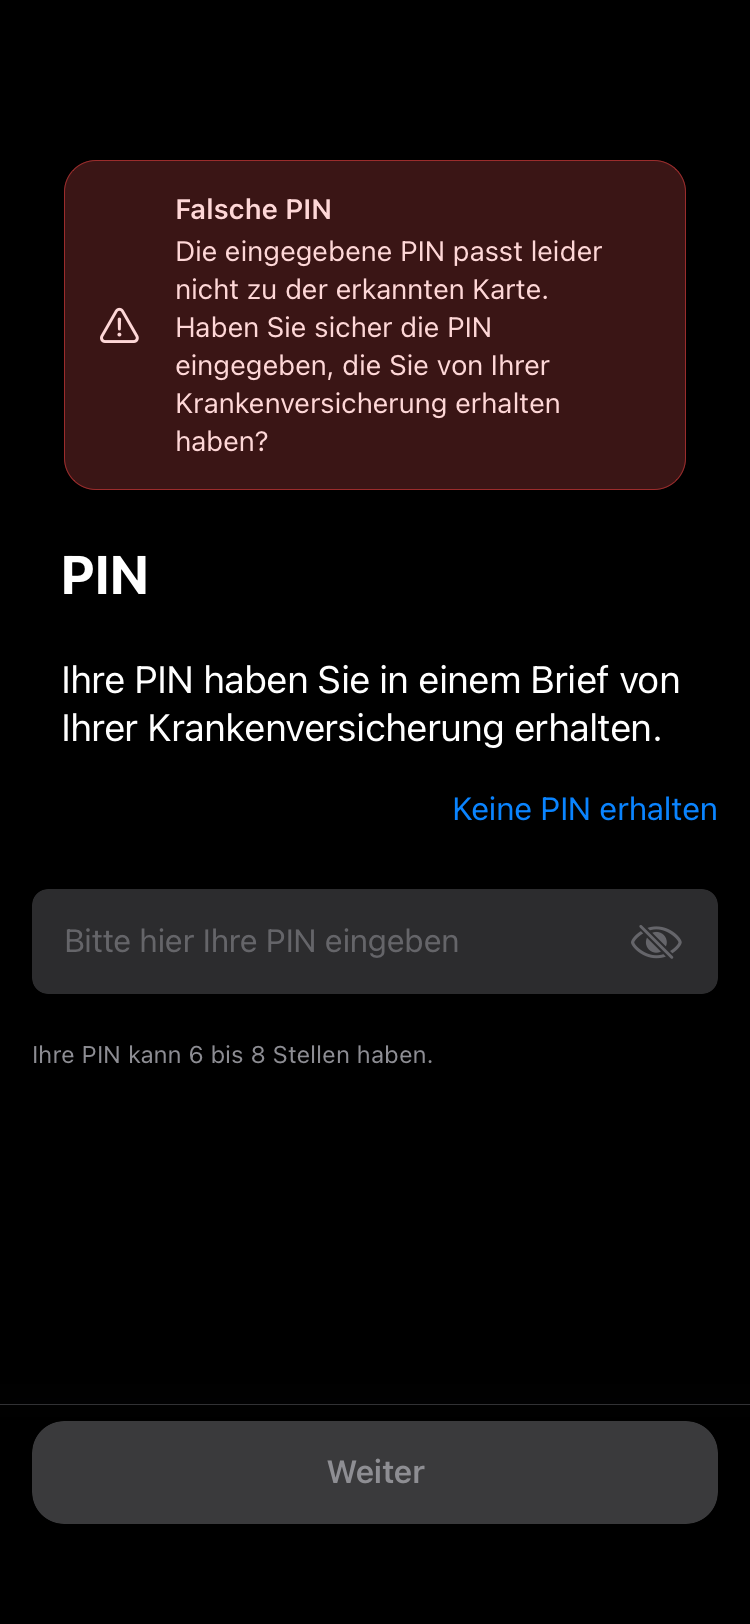 Falsche PIN
Die eingegebene PIN passt leider
nicht zu der erkannten Karte.
Haben Sie sicher die PIN
eingegeben, die Sie von Ihrer
Krankenversicherung erhalten
haben?
PIN
Ihre PIN haben Sie in einem Brief von
Ihrer Krankenversicherung erhalten.
Keine PIN erhalten
Bitte hier Ihre PIN eingeben
Ihre PIN kann 6 bis 8 Stellen haben.
Weiter